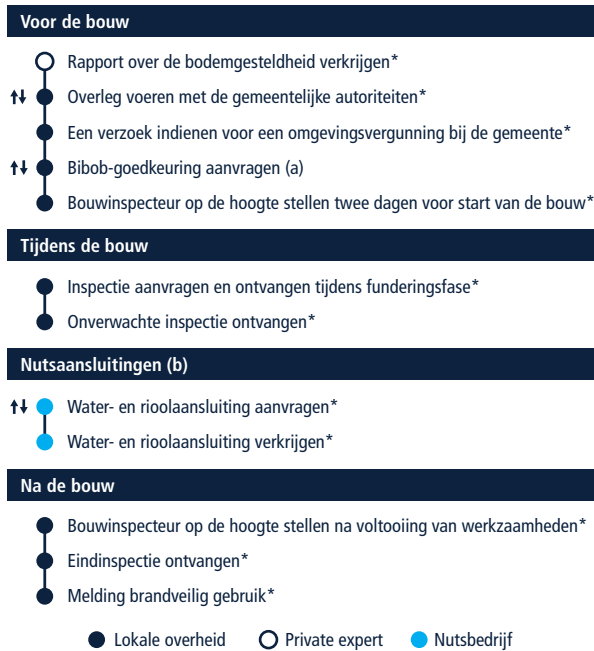 Voor de bouw
Rapport over de bodemgesteldheid verkrijgen*
Overleg voeren met de gemeentelijke autoriteiten*
Een verzoek indienen voor een omgevingsvergunning bij de gemeente*
Bibob-goedkeuring aanvragen (a)
Bouwinspecteur op de hoogte stellen twee dagen voor start van de bouw*
Tijdens de bouw
Inspectie aanvragen en ontvangen tijdens funderingsfase*
Onverwachte inspectie ontvangen*
Nutsaansluitingen (b)
Water- en rioolaansluiting aanvragen*
Water- en rioolaansluiting verkrijgen*
Na de bouw
Bouwinspecteur op de hoogte stellen na voltooiing van werkzaamheden*
Eindinspectie ontvangen*
Melding brandveilig gebruik*
Lokale overheid Private expert Nutsbedrijf